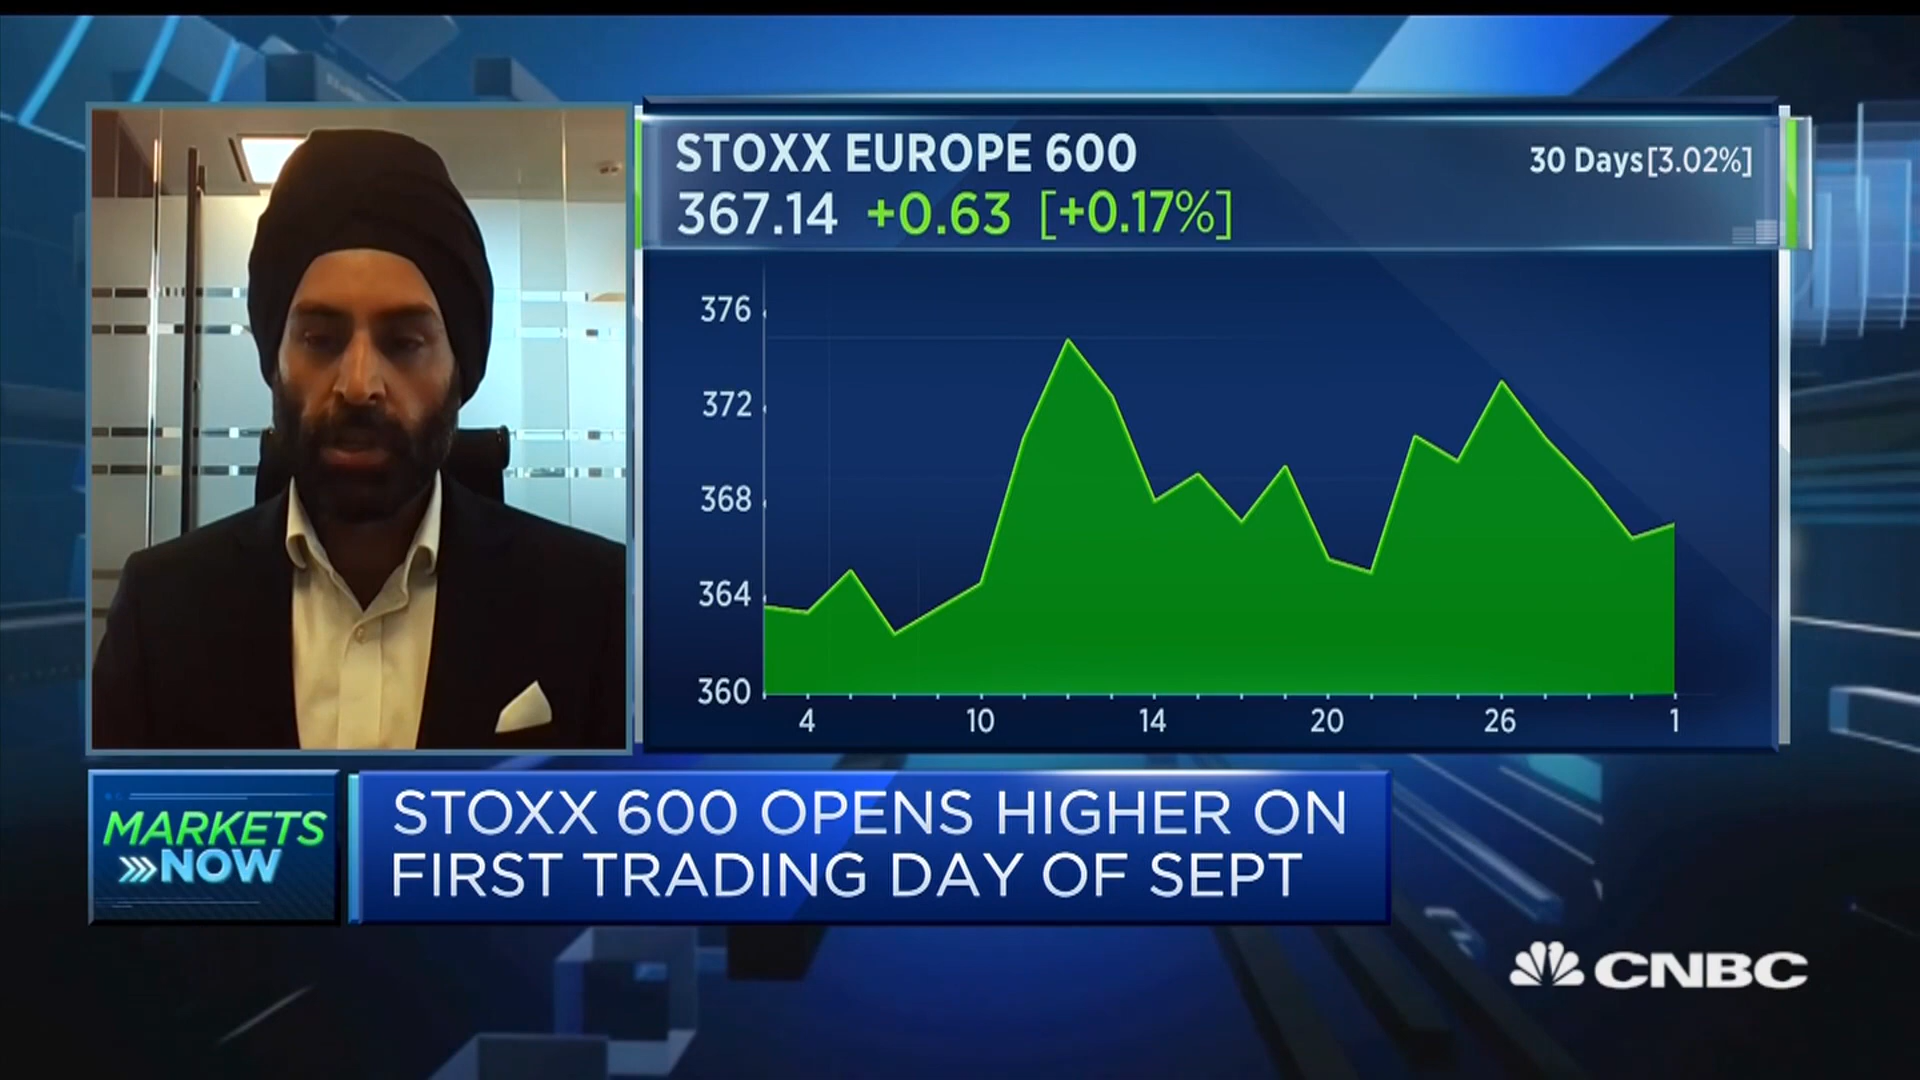 STOXX EUROPE 600
30 Days[3.02%]
367.14 +0.63 [+0.17%]
376
372
368
364
360
4 10 14 20 26 1
MARKETS
NOW
STOXX 600 OPENS HIGHER ON
FIRST TRADING DAY OF SEPT
CNBC